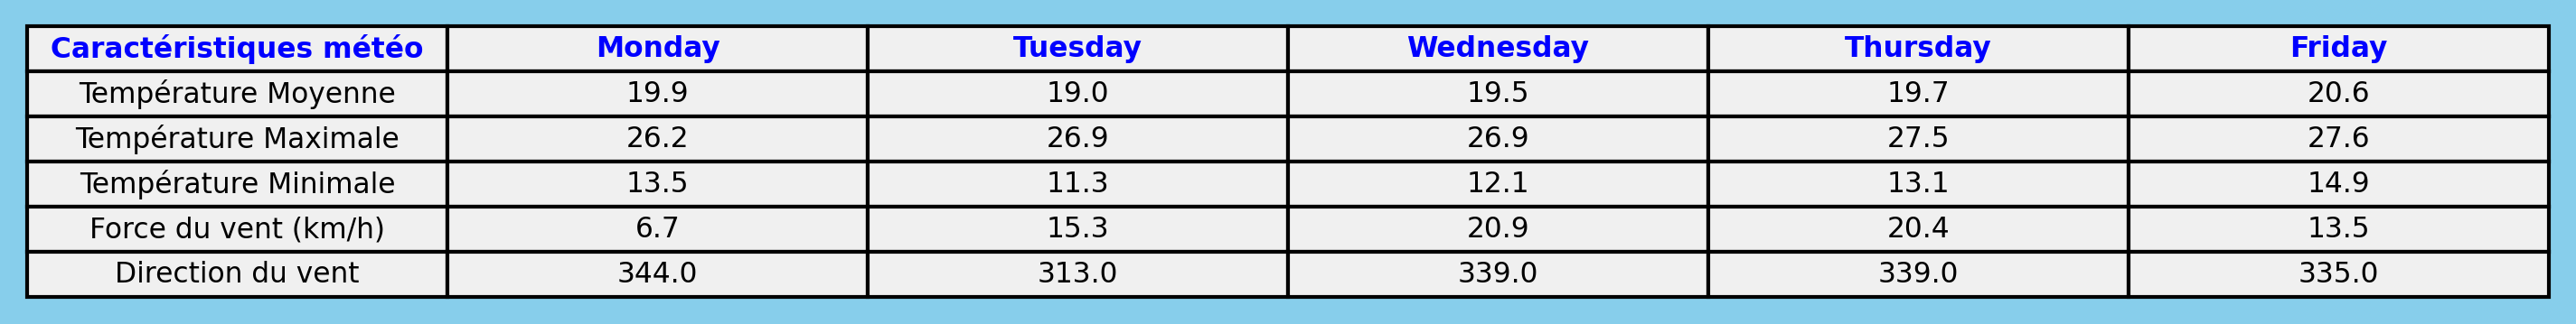 Caractéristiques météo Monday Tuesday Wednesday Thursday Friday
Température Moyenne 19.9 19.0 19.5 19.7 20.6
Température Maximale 26.2 26.9 26.9 27.5 27.6
Température Minimale 13.5 11.3 12.1 13.1 14.9
Force du vent (km/h) 6.7 15.3 20.9 20.4 13.5
Direction du vent 344.0 313.0 339.0 339.0 335.0